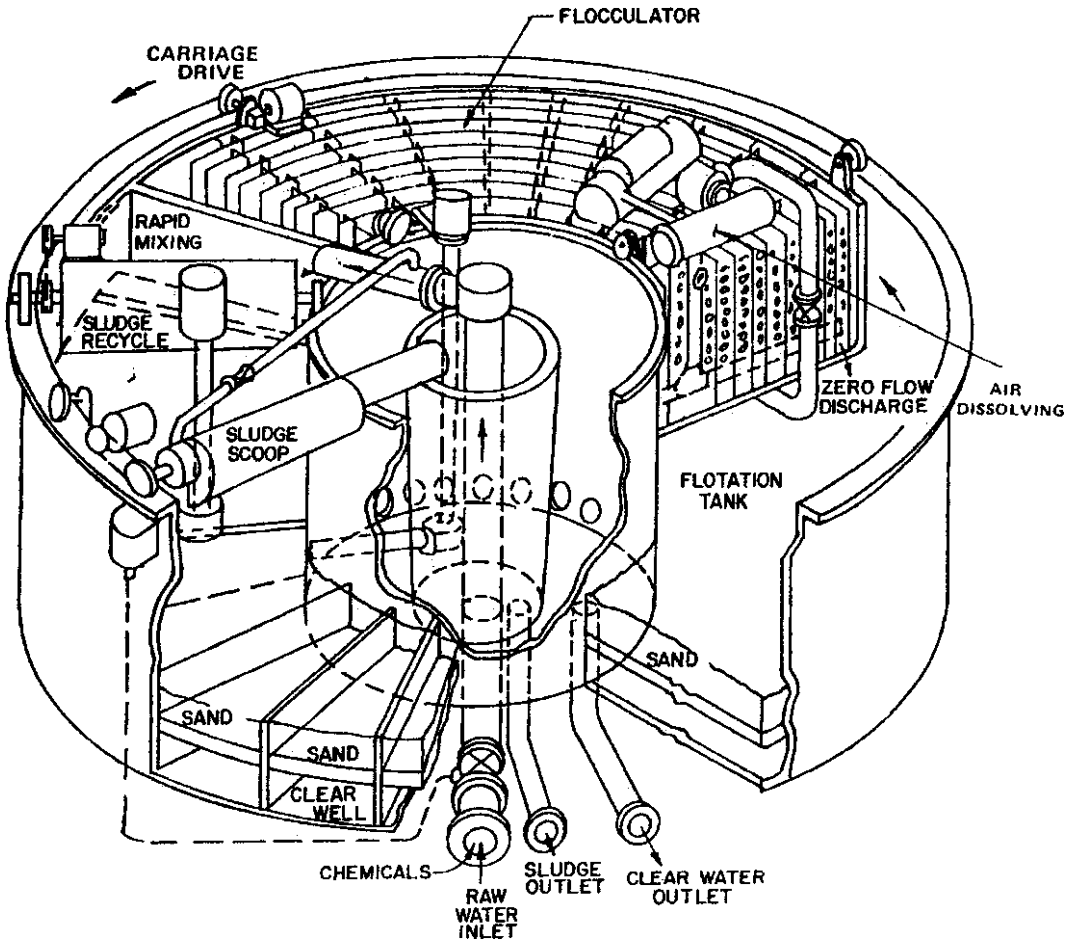 FLOCCULATOR
CARRIAGE
DRIVE
RAPID
MIXING
SLUDGE
RECYCLE
SLUDGE
SCOOP
ZERO FLOW
DISCHARGE
AIR
DISSOLVING
FLOTATION
TANK
SAND
SAND
SAND
CLEAR
WELL
CHEMICALS
RAW
WATER
INLET
SLUDGE
OUTLET
CLEAR WATER
OUTLET